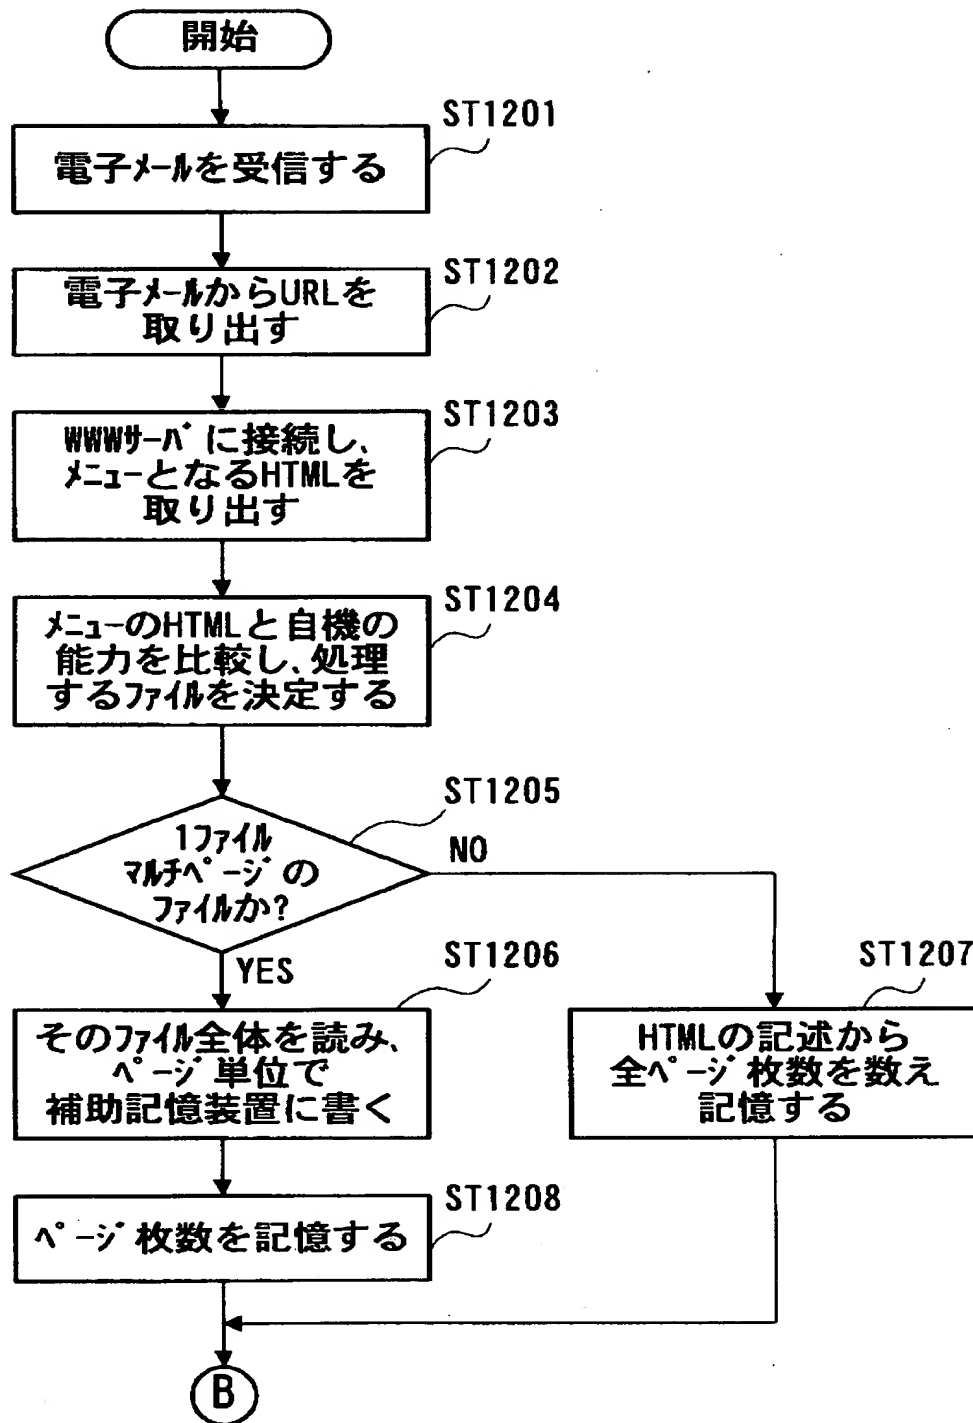 開始
ST1201
電子メールを受信する
ST1202
電子メールからURLを
取り出す
ST1203
WWWサーバに接続し、
メニューとなるHTMLを
取り出す
ST1204
メニューのHTMLと自機の
能力を比較し、処理
するファイルを決定する
ST1205
1ファイル
マルチページの
ファイルか?
NO
YES
ST1206
そのファイル全体を読み、
ページ単位で
補助記憶装置に書く
ST1207
HTMLの記述から
全ページ枚数を数え
記憶する
ST1208
ページ枚数を記憶する
B